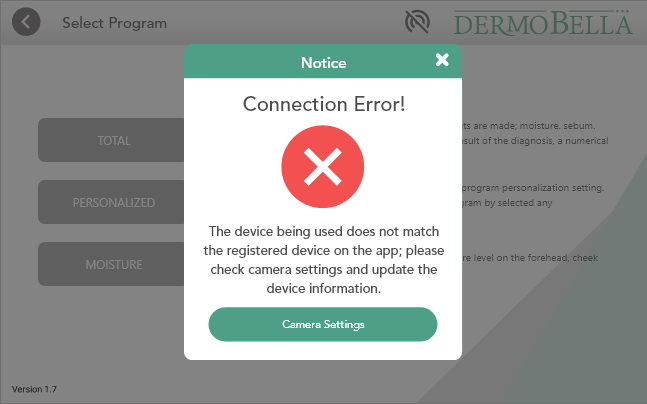 Select Program
DERMOBELLA
Notice
Connection Error!
TOTAL
ts are made; moisture. sebum.
sult of the diagnosis, a numerical
PERSONALIZED
program personalization setting.
gram by selected any
The device being used does not match
the registered device on the app; please
check camera settings and update the
device information.
MOISTURE
re level on the forehead, cheek
Camera Settings
Version 1.7